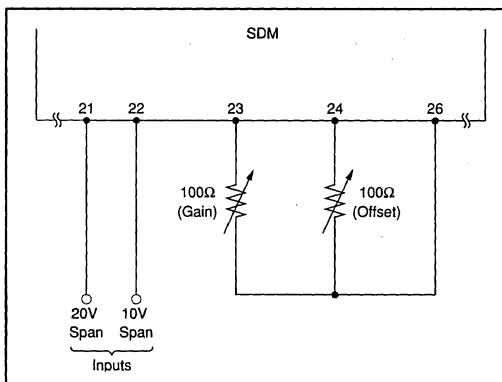 SDM
21 22 23 24 26
100Ω
(Gain)
100Ω
(Offset)
20V
Span
10V
Span
Inputs